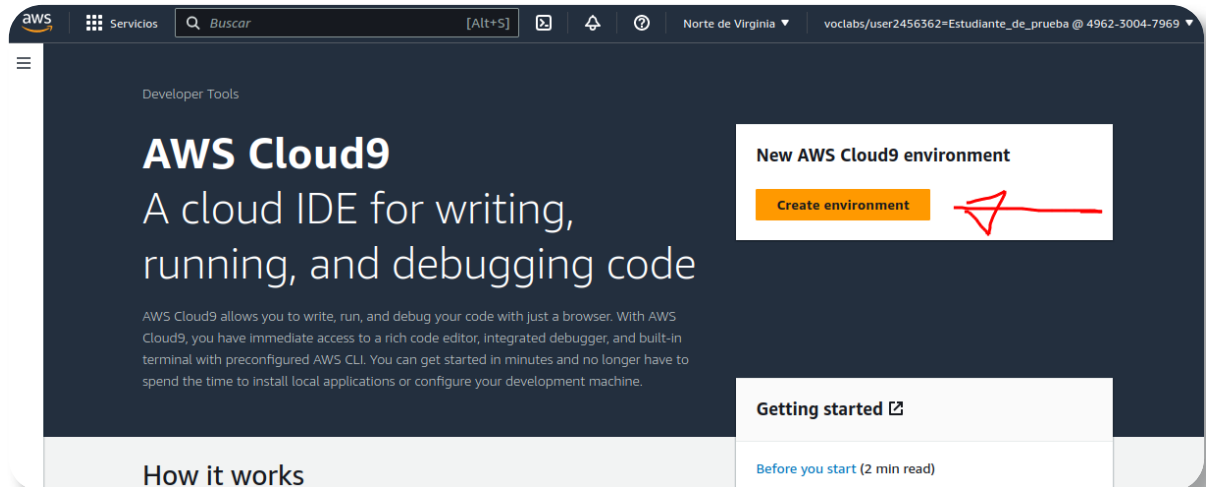 aws
Servicios
Buscar
[Alt+S]
Norte de Virginia
voclabs/user2456362=Estudiante_de_prueba @ 4962-3004-7969
Developer Tools
AWS Cloud9
A cloud IDE for writing,
running, and debugging code
AWS Cloud9 allows you to write, run, and debug your code with just a browser. With AWS
Cloud9, you have immediate access to a rich code editor, integrated debugger, and built-in
terminal with preconfigured AWS CLI. You can get started in minutes and no longer have to
spend the time to install local applications or configure your development machine.
New AWS Cloud9 environment
Create environment
Getting started
Before you start (2 min read)
How it works